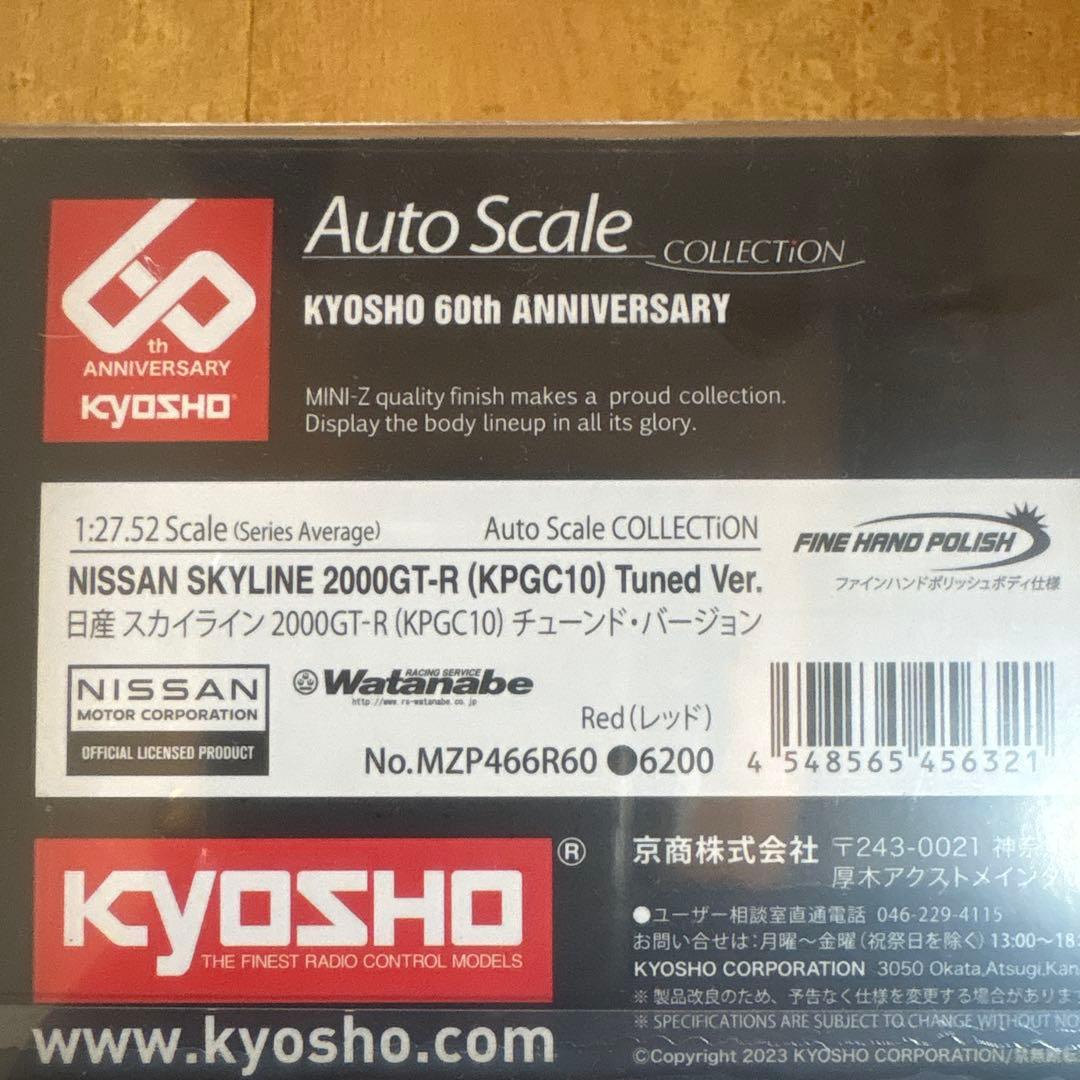 60
th
ANNIVERSARY
KYOSHO
Auto Scale COLLECTiON
KYOSHO 60th ANNIVERSARY
MINI-Z quality finish makes a proud collection.
Display the body lineup in all its glory.
1:27.52 Scale (Series Average) Auto Scale COLLECTiON
NISSAN SKYLINE 2000GT-R (KPGC10) Tuned Ver.
日産 スカイライン 2000GT-R (KPGC10) チューンド・バージョン
FINE HAND POLISH
ファインハンドポリッシュボディ仕様
NISSAN
MOTOR CORPORATION
OFFICIAL LICENSED PRODUCT
RACING SERVICE
Watanabe
http://www.rs-watanabe.co.jp
Red(レッド)
No.MZP466R60 ●6200
4 548565 456321
KYOSHO ®
THE FINEST RADIO CONTROL MODELS
www.kyosho.com
京商株式会社 〒243-0021 神奈
厚木アクストメインタ
●ユーザー相談室直通電話 046-229-4115
お問い合せは:月曜〜金曜(祝祭日を除く)13:00〜18
KYOSHO CORPORATION 3050 Okata,Atsugi,Kan
※製品改良のため、予告なく仕様を変更する場合がありま
※SPECIFICATIONS ARE SUBJECT TO CHANGE WITHOUT NO
©Copyright 2023 KYOSHO CORPORATION/禁無断